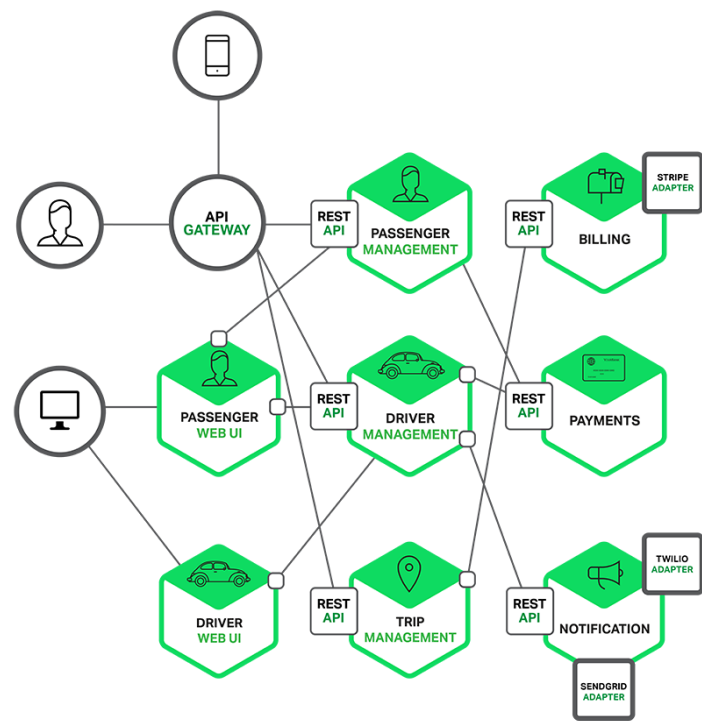 API
GATEWAY
REST
API
PASSENGER
MANAGEMENT
REST
API
BILLING
STRIPE
ADAPTER
PASSENGER
WEB UI
REST
API
DRIVER
MANAGEMENT
REST
API
PAYMENTS
DRIVER
WEB UI
REST
API
TRIP
MANAGEMENT
REST
API
NOTIFICATION
TWILIO
ADAPTER
SENDGRID
ADAPTER